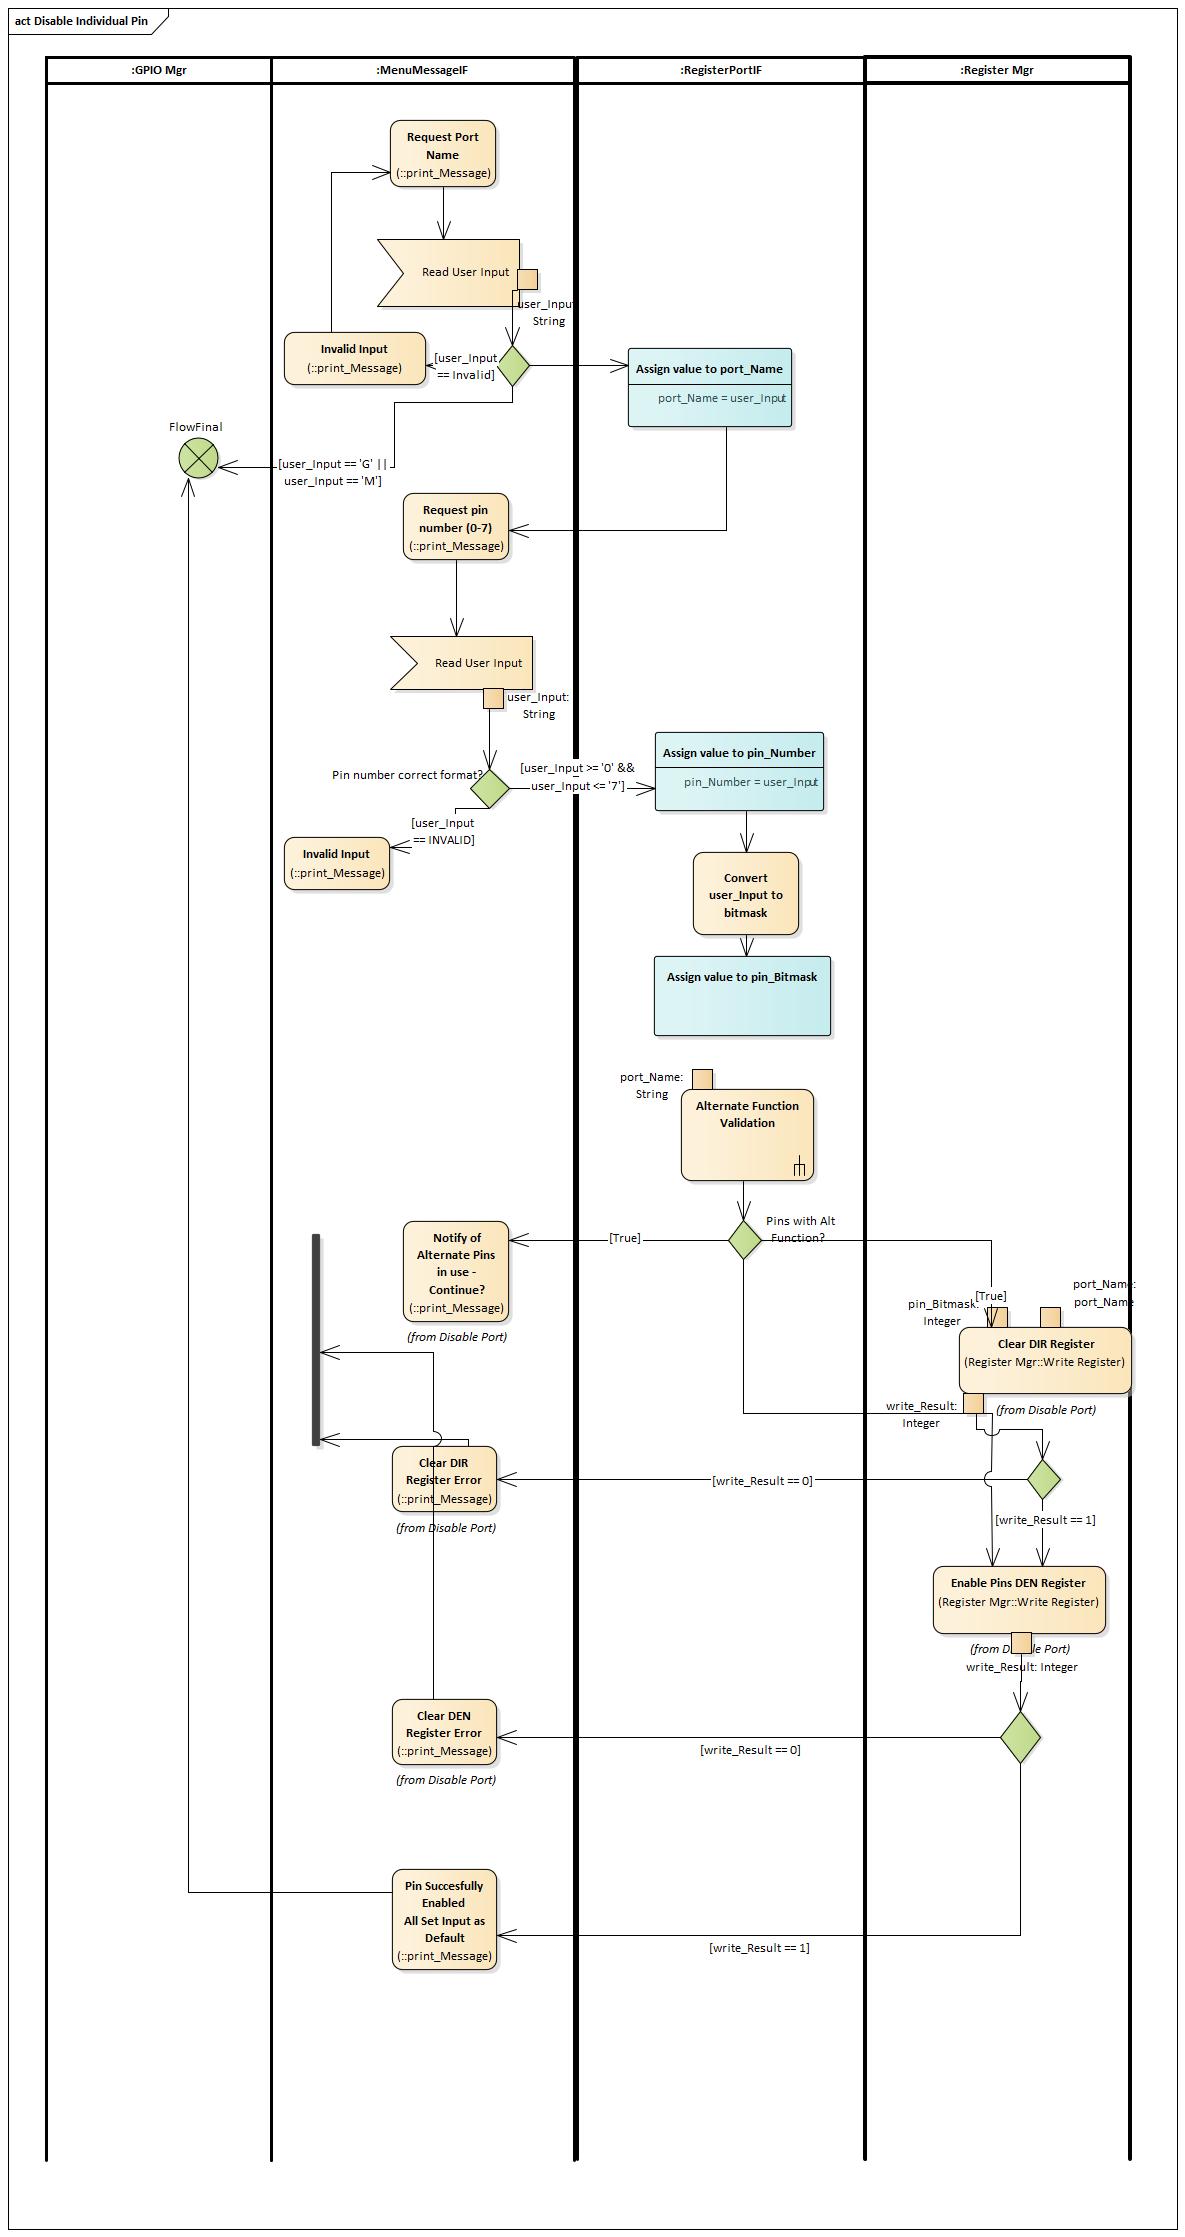 act Disable Individual Pin
:GPIO Mgr
:MenuMessageIF
:RegisterPortIF
:Register Mgr
Request Port
Name
(::print_Message)
Read User Input
user_Input
String
Invalid Input
(::print_Message)
[user_Input
== Invalid]
Assign value to port_Name
port_Name = user_Input
FlowFinal
[user_Input == 'G' ||
user_Input == 'M']
Request pin
number (0-7)
(::print_Message)
Read User Input
user_Input:
String
Pin number correct format?
[user_Input >= '0' &&
user_Input <= '7']
Assign value to pin_Number
pin_Number = user_Input
[user_Input
== INVALID]
Invalid Input
(::print_Message)
Convert
user_Input to
bitmask
Assign value to pin_Bitmask
port_Name:
String
Alternate Function
Validation
Pins with Alt
Function?
[True]
Notify of
Alternate Pins
in use -
Continue?
(::print_Message)
(from Disable Port)
port_Name:
port_Name
[True]
pin_Bitmask:
Integer
Clear DIR Register
(Register Mgr::Write Register)
(from Disable Port)
write_Result:
Integer
Clear DIR
Register Error
(::print_Message)
(from Disable Port)
[write_Result == 0]
[write_Result == 1]
Enable Pins DEN Register
(Register Mgr::Write Register)
(from Disable Port)
write_Result: Integer
Clear DEN
Register Error
(::print_Message)
(from Disable Port)
[write_Result == 0]
Pin Succesfully
Enabled
All Set Input as
Default
(::print_Message)
[write_Result == 1]